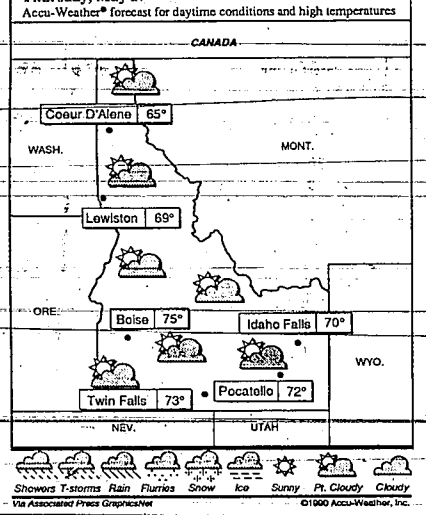 Accu-Weather® forecast for daytime conditions and high temperatures
CANADA
Coeur D'Alene 65°
WASH.
MONT.
Lewiston 69°
ORE.
Boise 75°
Idaho Falls 70°
WYO.
Pocatello 72°
Twin Falls 73°
NEV.
UTAH
Showers T-storms Rain Flurries Snow Ice Sunny Pt. Cloudy Cloudy
Via Associated Press GraphicsNet
©1990 Accu-Weather, Inc.